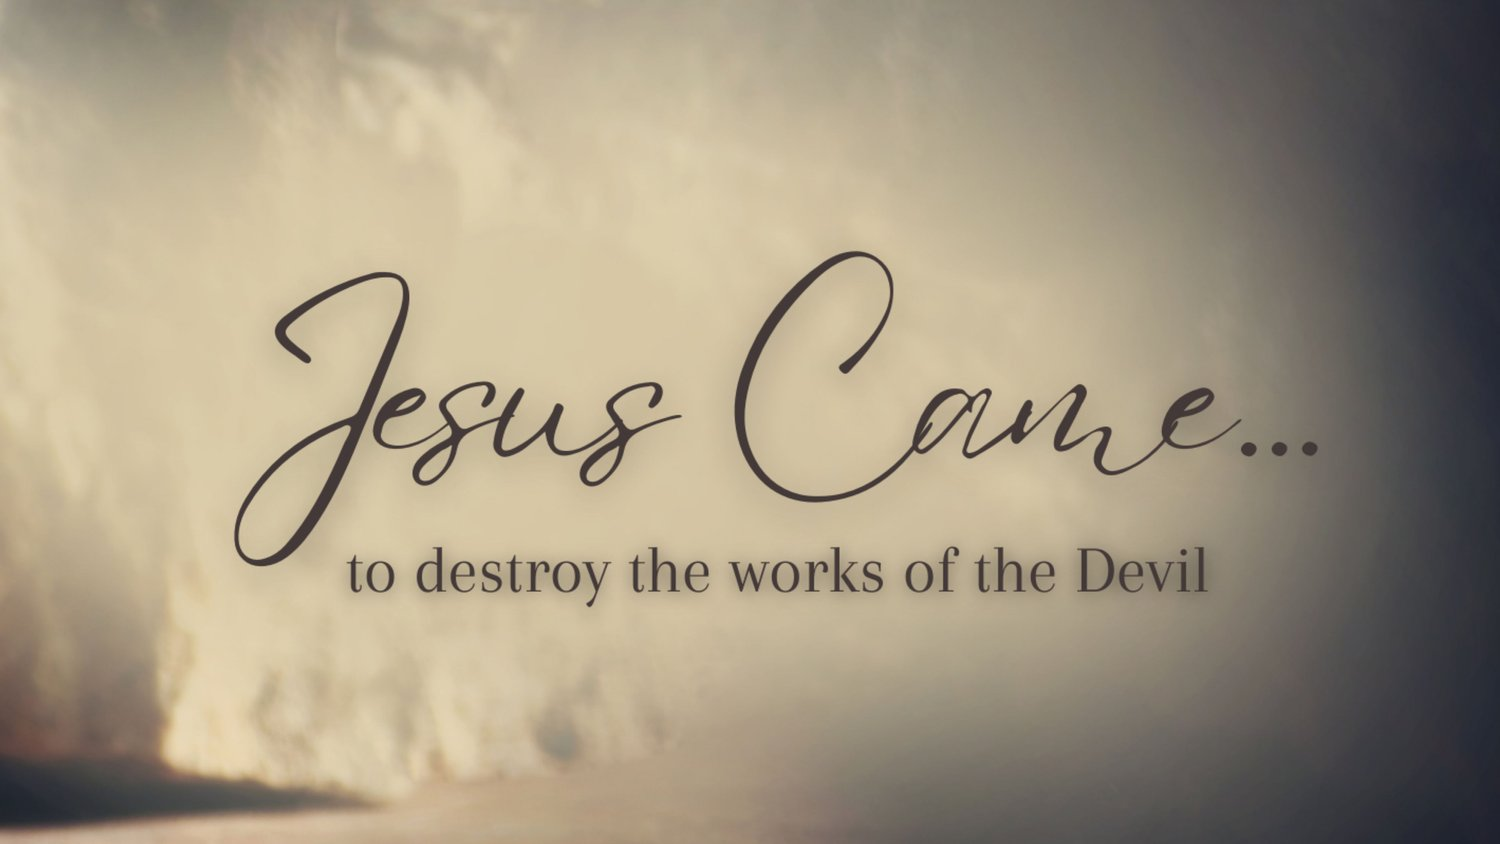 Jesus Came...
to destroy the works of the Devil